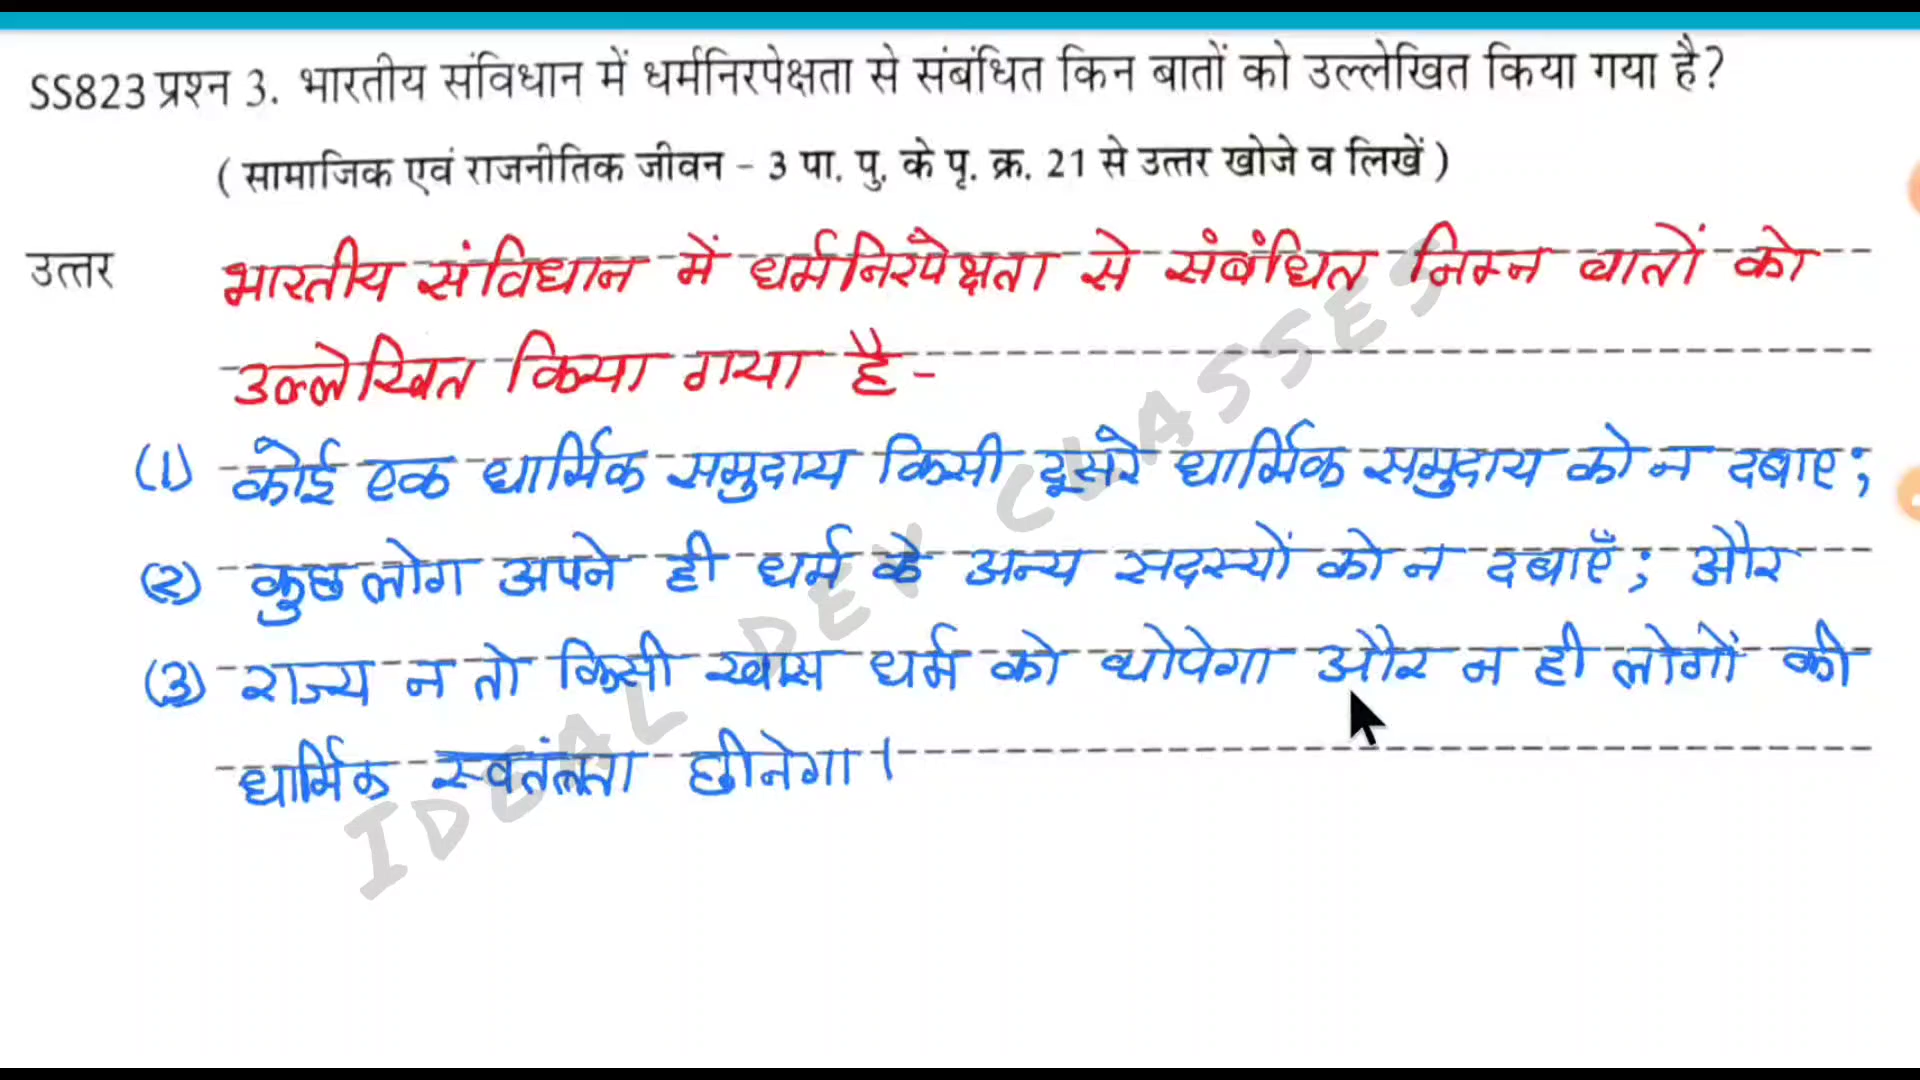 SS823 प्रश्न 3. भारतीय संविधान में धर्मनिरपेक्षता से संबंधित किन बातों को उल्लेखित किया गया है?
( सामाजिक एवं राजनीतिक जीवन – 3 पा. पु. के पृ. क्र. 21 से उत्तर खोजे व लिखें )
उत्तर भारतीय संविधान में धर्मनिरपेक्षता से संबंधित निम्न बातों को
उल्लेखित किया गया है-
(1) कोई एक धार्मिक समुदाय किसी दूसरे धार्मिक समुदाय को न दबाए;
(2) कुछ लोग अपने ही धर्म के अन्य सदस्यों को न दबाएँ; और
(3) राज्य न तो किसी खास धर्म को थोपेगा और न ही लोगों की
धार्मिक स्वतंत्रता छीनेगा।
IDEAL DEV CLASSES